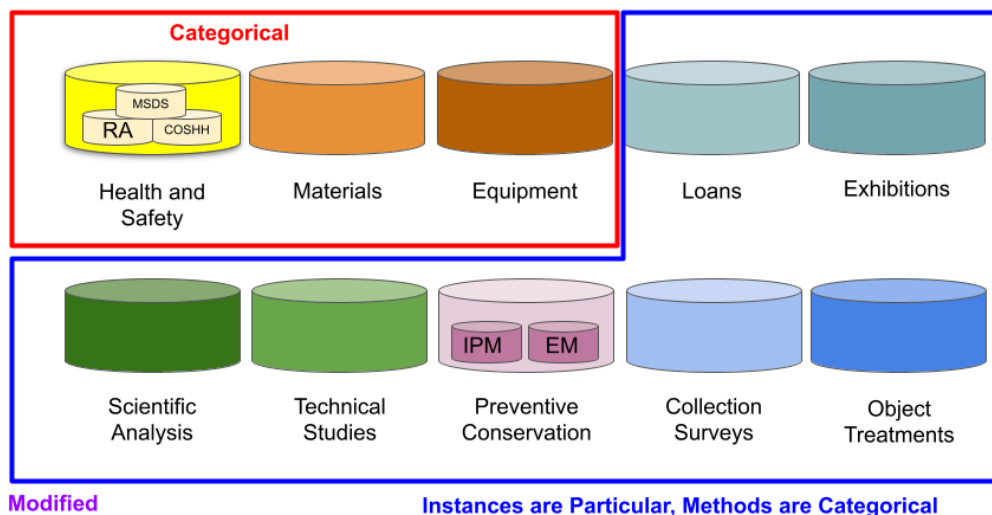 Categorical
MSDS
RA
COSHH
Health and
Safety
Materials
Equipment
Loans
Exhibitions
IPM
EM
Scientific
Analysis
Technical
Studies
Preventive
Conservation
Collection
Surveys
Object
Treatments
Modified
Instances are Particular, Methods are Categorical